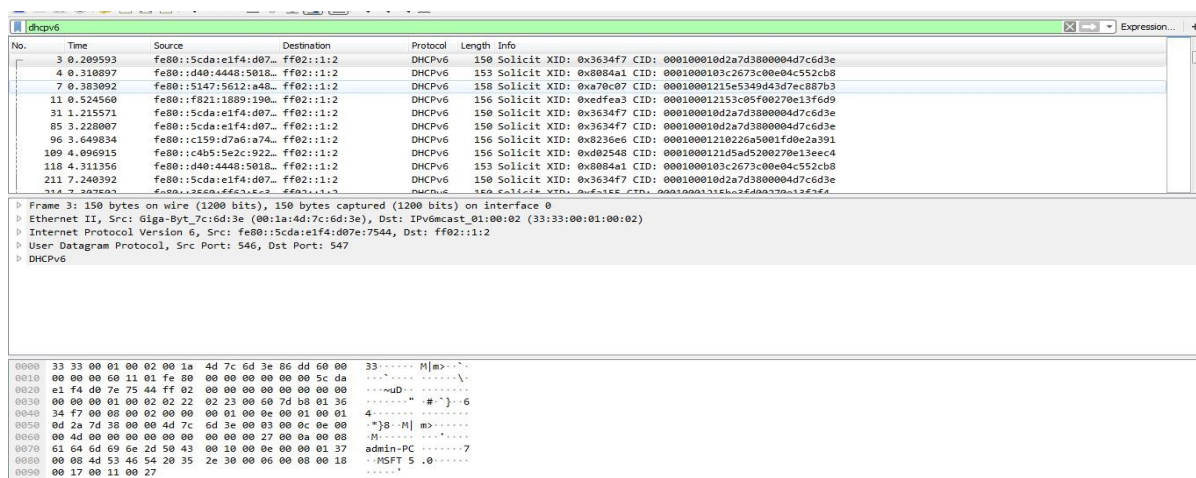 dhcpv6 Expression... +
No. Time Source Destination Protocol Length Info
3 0.209593 fe80::5cda:e1f4:d07… ff02::1:2 DHCPv6 150 Solicit XID: 0x3634f7 CID: 000100010d2a7d3800004d7c6d3e
4 0.310897 fe80::d40:4448:5018… ff02::1:2 DHCPv6 153 Solicit XID: 0x8084a1 CID: 0001000103c2673c00e04c552cb8
7 0.383092 fe80::5147:5612:a48… ff02::1:2 DHCPv6 158 Solicit XID: 0xa70c07 CID: 00010001215e5349d43d7ec887b3
11 0.524560 fe80::f821:1889:190… ff02::1:2 DHCPv6 156 Solicit XID: 0xedfea3 CID: 000100012153c05f00270e13f6d9
31 1.215571 fe80::5cda:e1f4:d07… ff02::1:2 DHCPv6 150 Solicit XID: 0x3634f7 CID: 000100010d2a7d3800004d7c6d3e
85 3.228007 fe80::5cda:e1f4:d07… ff02::1:2 DHCPv6 150 Solicit XID: 0x3634f7 CID: 000100010d2a7d3800004d7c6d3e
96 3.649834 fe80::c159:d7a6:a74… ff02::1:2 DHCPv6 156 Solicit XID: 0x8236e6 CID: 00010001210226a5001fd0e2a391
109 4.096915 fe80::c4b5:5e2c:922… ff02::1:2 DHCPv6 156 Solicit XID: 0xd02548 CID: 0001000121d5ad5200270e13eec4
118 4.311356 fe80::d40:4448:5018… ff02::1:2 DHCPv6 153 Solicit XID: 0x8084a1 CID: 0001000103c2673c00e04c552cb8
211 7.240392 fe80::5cda:e1f4:d07… ff02::1:2 DHCPv6 150 Solicit XID: 0x3634f7 CID: 000100010d2a7d3800004d7c6d3e
Frame 3: 150 bytes on wire (1200 bits), 150 bytes captured (1200 bits) on interface 0
Ethernet II, Src: Giga-Byt_7c:6d:3e (00:1a:4d:7c:6d:3e), Dst: IPv6mcast_01:00:02 (33:33:00:01:00:02)
Internet Protocol Version 6, Src: fe80::5cda:e1f4:d07e:7544, Dst: ff02::1:2
User Datagram Protocol, Src Port: 546, Dst Port: 547
DHCPv6
0000 33 33 00 01 00 02 00 1a 4d 7c 6d 3e 86 dd 60 00 33······ M|m>··`·
0010 00 00 00 60 11 01 fe 80 00 00 00 00 00 00 5c da ···`···· ······\·
0020 e1 f4 d0 7e 75 44 ff 02 00 00 00 00 00 00 00 00 ···~uD·· ········
0030 00 00 00 01 00 02 02 22 02 23 00 60 7d b8 01 36 ·······" ·#·`}··6
0040 34 f7 00 08 00 02 00 00 00 01 00 0e 00 01 00 01 4······· ········
0050 0d 2a 7d 38 00 00 4d 7c 6d 3e 00 03 00 0c 0e 00 ·*}8··M| m>······
0060 00 4d 00 00 00 00 00 00 00 00 00 27 00 0a 00 08 ·M······ ···'····
0070 61 64 6d 69 6e 2d 50 43 00 10 00 0e 00 00 01 37 admin-PC ·······7
0080 00 08 4d 53 46 54 20 35 2e 30 00 06 00 08 00 18 ··MSFT 5 .0······
0090 00 17 00 11 00 27 ·····'